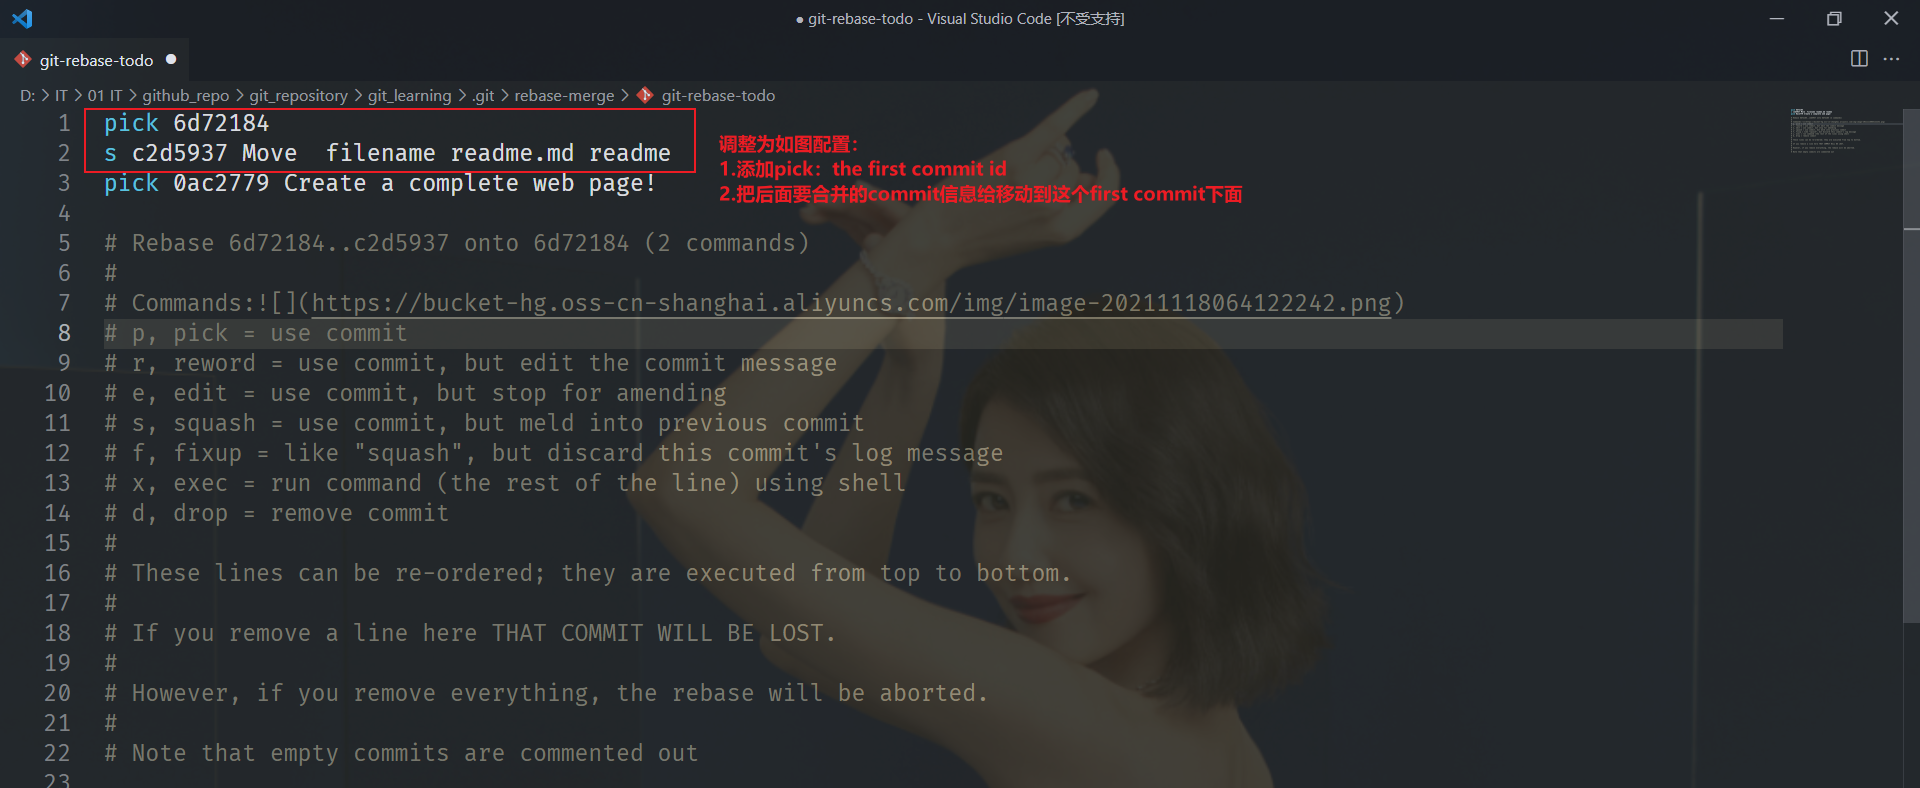 ● git-rebase-todo - Visual Studio Code [不受支持]
git-rebase-todo ●
D: > IT > 01 IT > github_repo > git_repository > git_learning > .git > rebase-merge > git-rebase-todo
1 pick 6d72184
2 s c2d5937 Move  filename readme.md readme
3 pick 0ac2779 Create a complete web page!
调整为如图配置：
1.添加pick：the first commit id
2.把后面要合并的commit信息给移动到这个first commit下面
4
5 # Rebase 6d72184..c2d5937 onto 6d72184 (2 commands)
6 #
7 # Commands:![](https://bucket-hg.oss-cn-shanghai.aliyuncs.com/img/image-20211118064122242.png)
8 # p, pick = use commit
9 # r, reword = use commit, but edit the commit message
10 # e, edit = use commit, but stop for amending
11 # s, squash = use commit, but meld into previous commit
12 # f, fixup = like "squash", but discard this commit's log message
13 # x, exec = run command (the rest of the line) using shell
14 # d, drop = remove commit
15 #
16 # These lines can be re-ordered; they are executed from top to bottom.
17 #
18 # If you remove a line here THAT COMMIT WILL BE LOST.
19 #
20 # However, if you remove everything, the rebase will be aborted.
21 #
22 # Note that empty commits are commented out
23